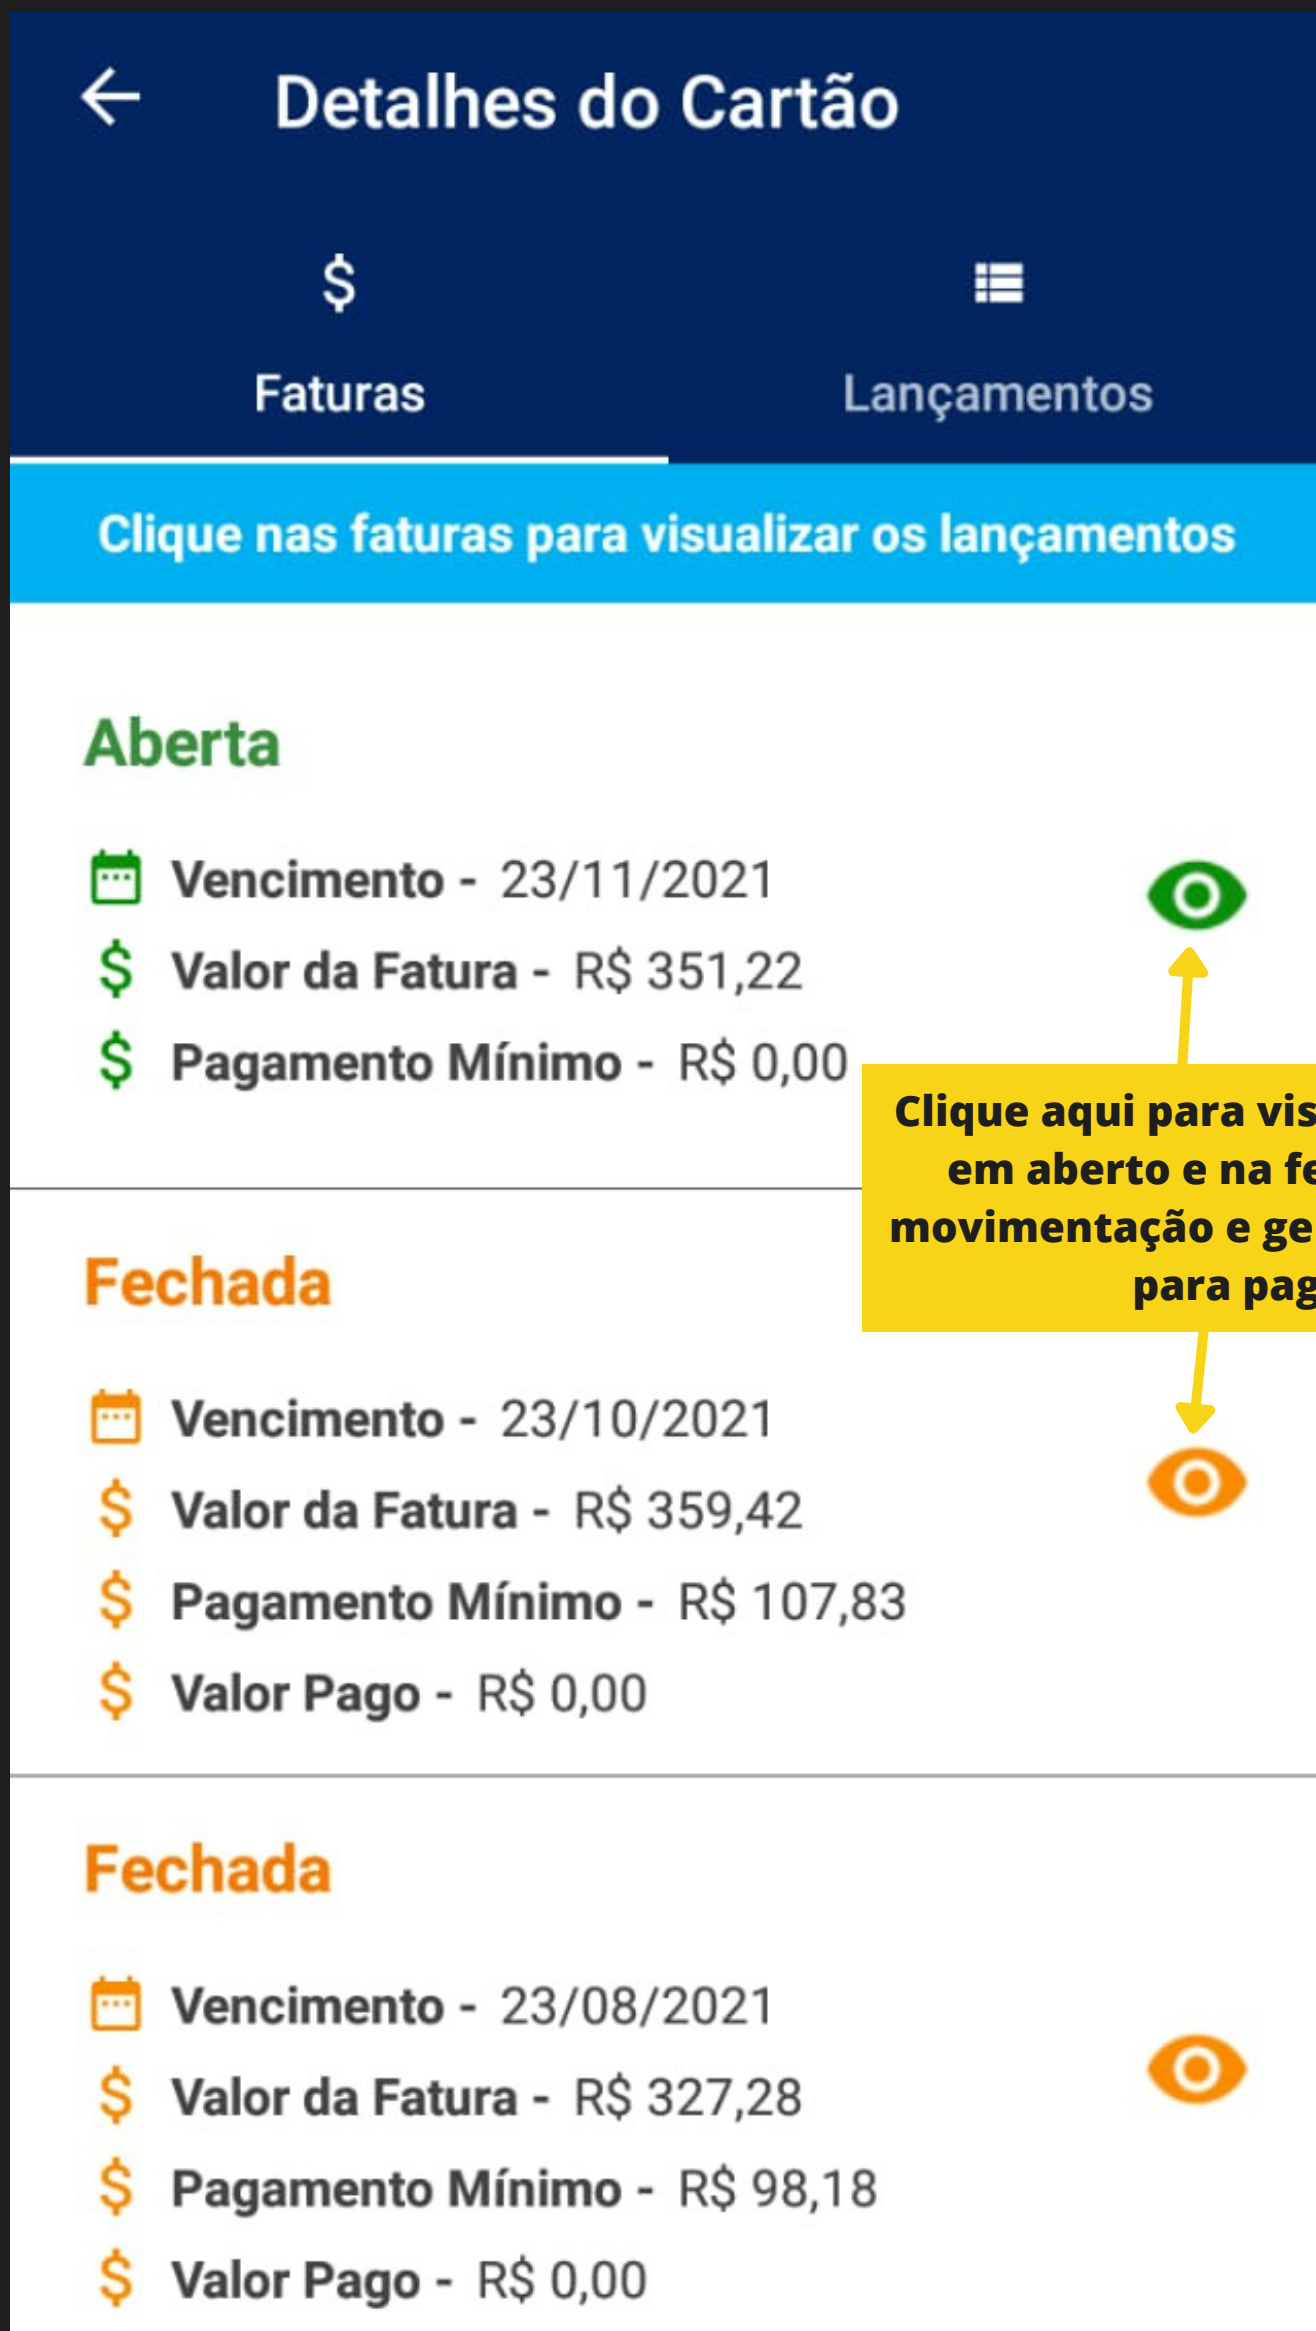 Detalhes do Cartão
Faturas
Lançamentos
Clique nas faturas para visualizar os lançamentos
Aberta
Vencimento - 23/11/2021
Valor da Fatura - R$ 351,22
Pagamento Mínimo - R$ 0,00
Clique aqui para vis
em aberto e na fe
movimentação e ge
para pag
Fechada
Vencimento - 23/10/2021
Valor da Fatura - R$ 359,42
Pagamento Mínimo - R$ 107,83
Valor Pago - R$ 0,00
Fechada
Vencimento - 23/08/2021
Valor da Fatura - R$ 327,28
Pagamento Mínimo - R$ 98,18
Valor Pago - R$ 0,00